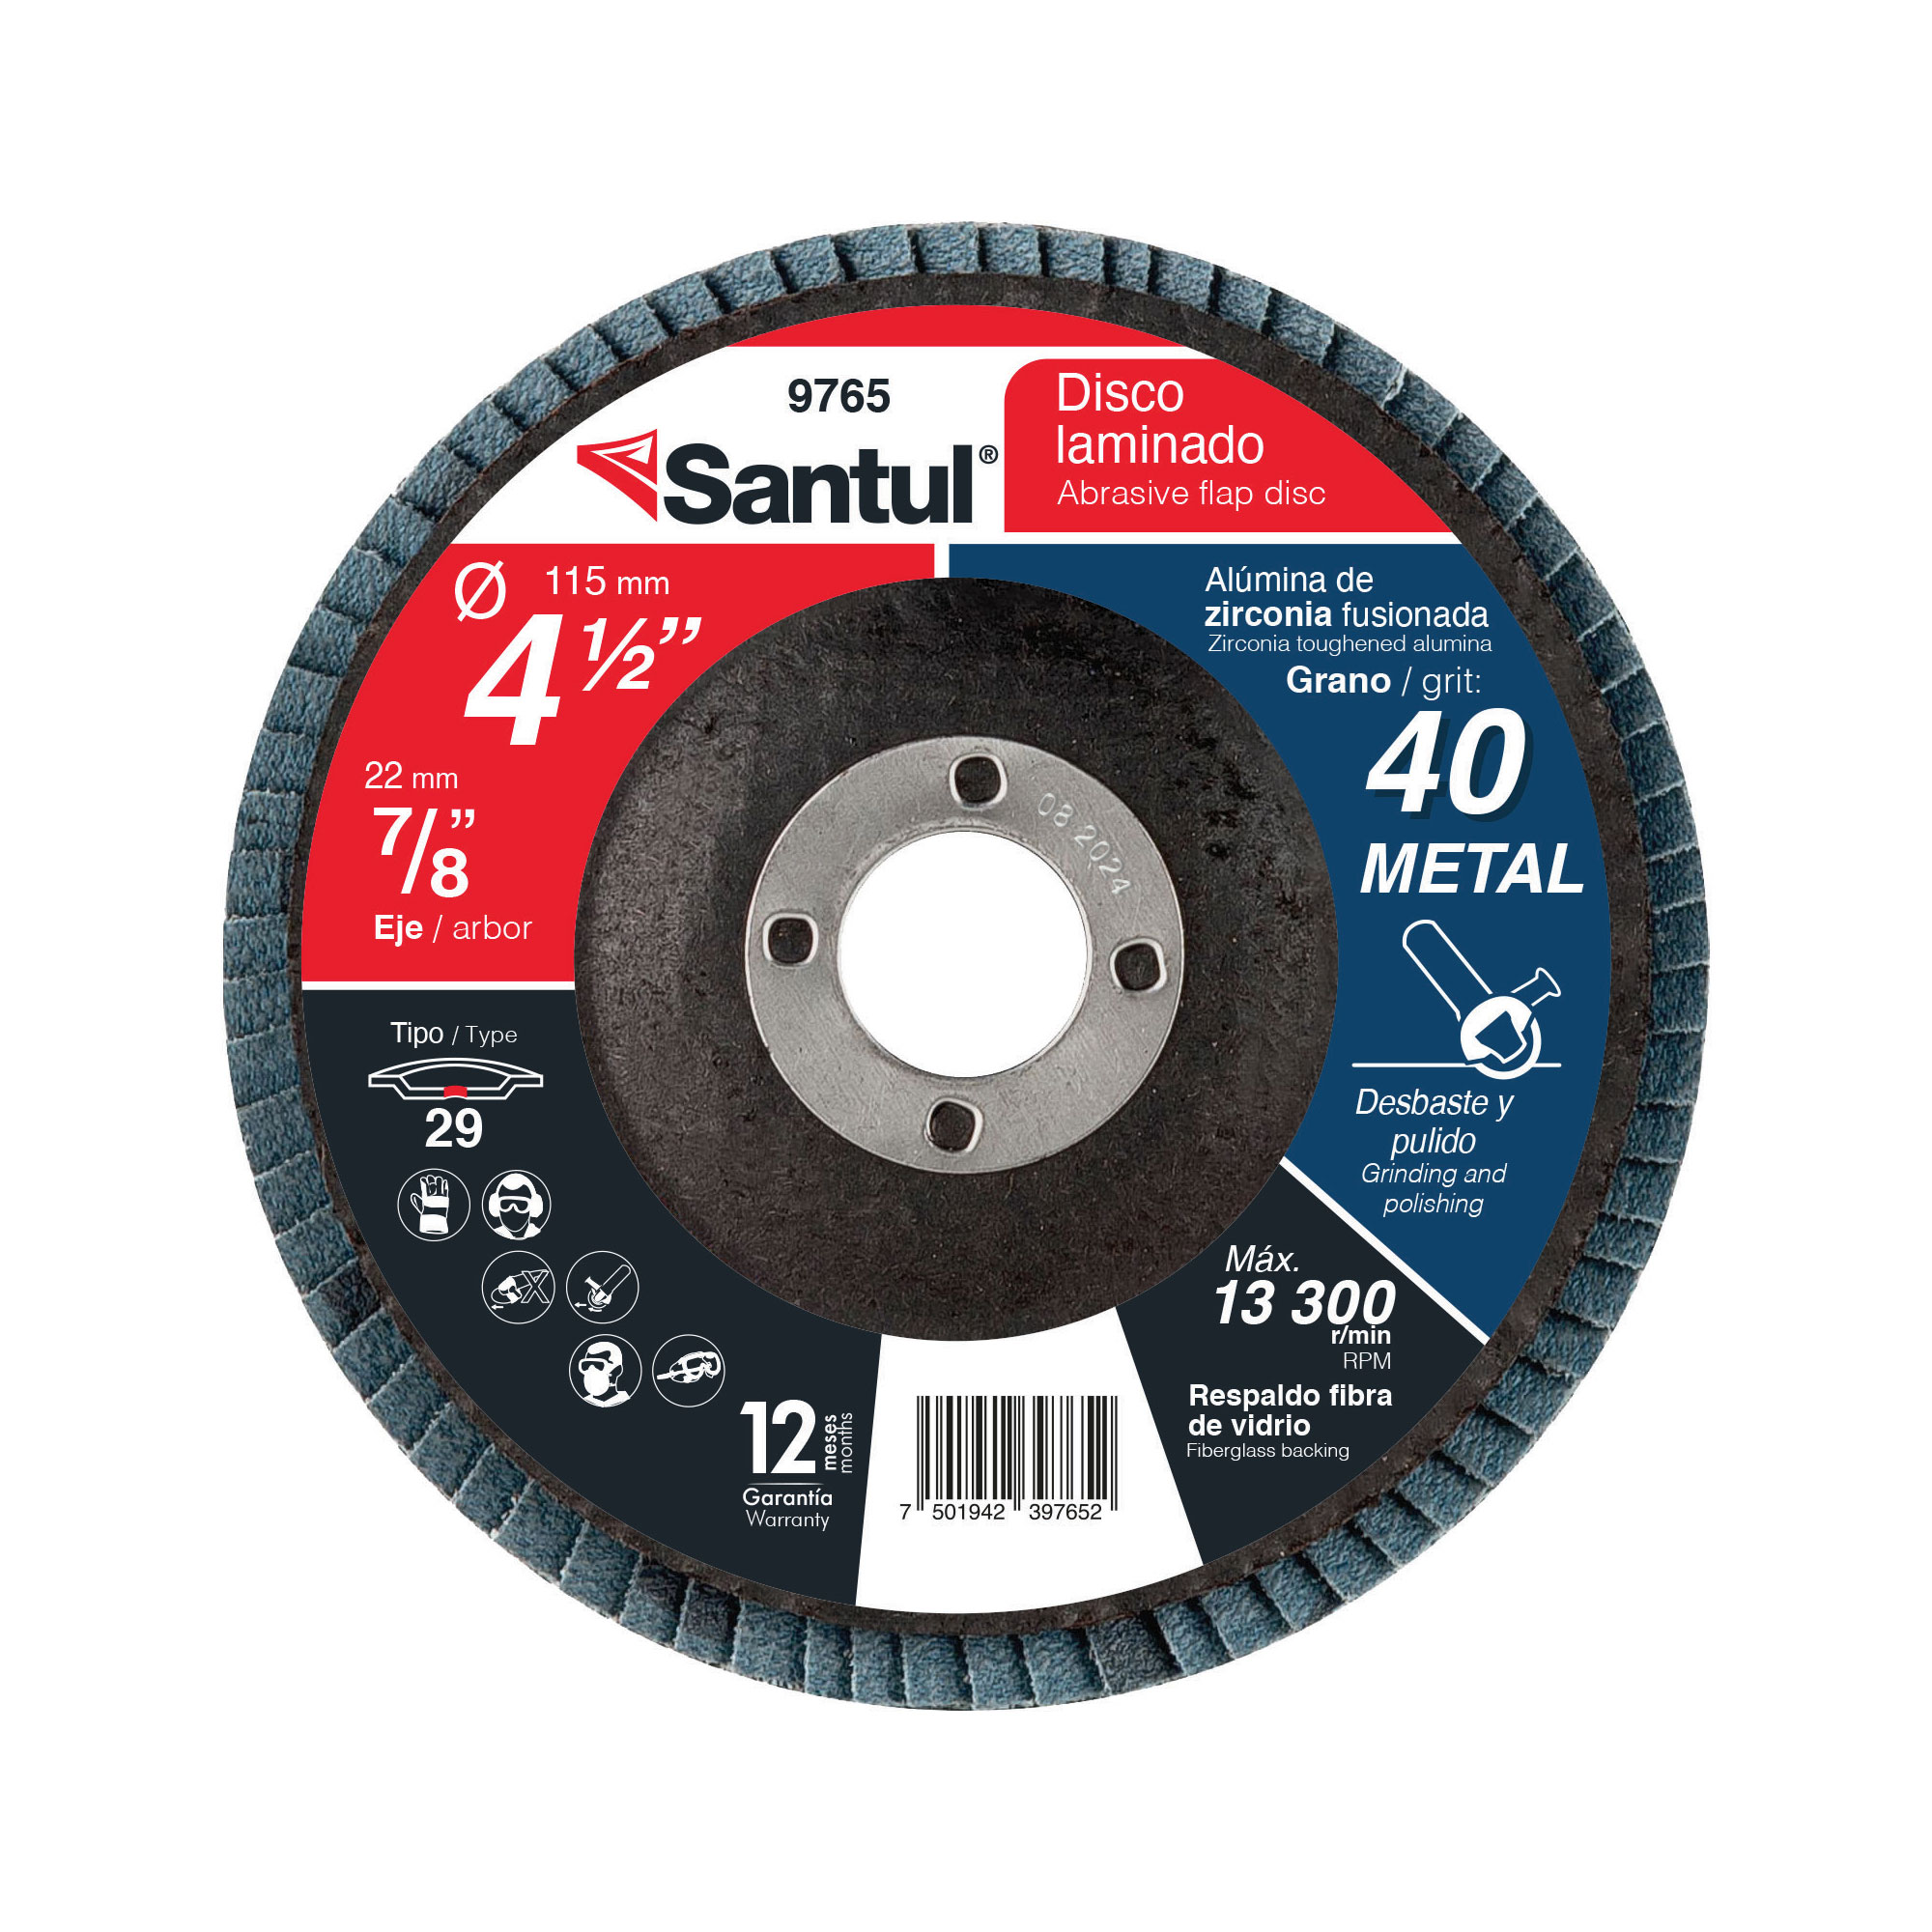 9765
Santul®
Disco
laminado
Abrasive flap disc
Ø 115 mm
4 ½”
22 mm
7/8”
Eje / arbor
Alúmina de
zirconia fusionada
Zirconia toughened alumina
Grano / grit:
40
METAL
Desbaste y
pulido
Grinding and
polishing
08 2024
Tipo / Type
29
Máx.
13 300
r/min
RPM
Respaldo fibra
de vidrio
Fiberglass backing
12 meses
months
Garantía
Warranty
7 501942 397652